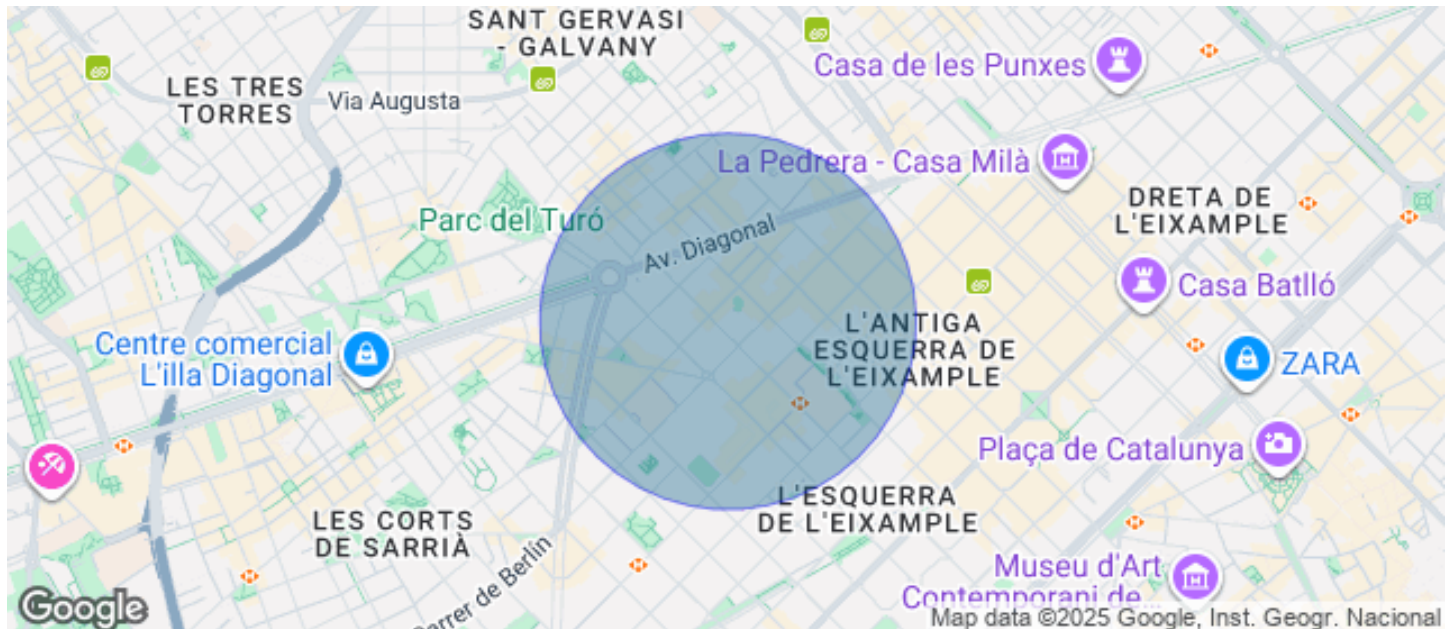 SANT GERVASI
- GALVANY
Casa de les Punxes
LES TRES
TORRES
Via Augusta
La Pedrera - Casa Milà
DRETA DE
L'EIXAMPLE
Parc del Turó
Av. Diagonal
Casa Batlló
L'ANTIGA
ESQUERRA DE
L'EIXAMPLE
Centre comercial
L'illa Diagonal
ZARA
Plaça de Catalunya
L'ESQUERRA
DE L'EIXAMPLE
LES CORTS
DE SARRIÀ
Carrer de Berlín
Museu d'Art
Contemporani de...
Google
Map data ©2025 Google, Inst. Geogr. Nacional